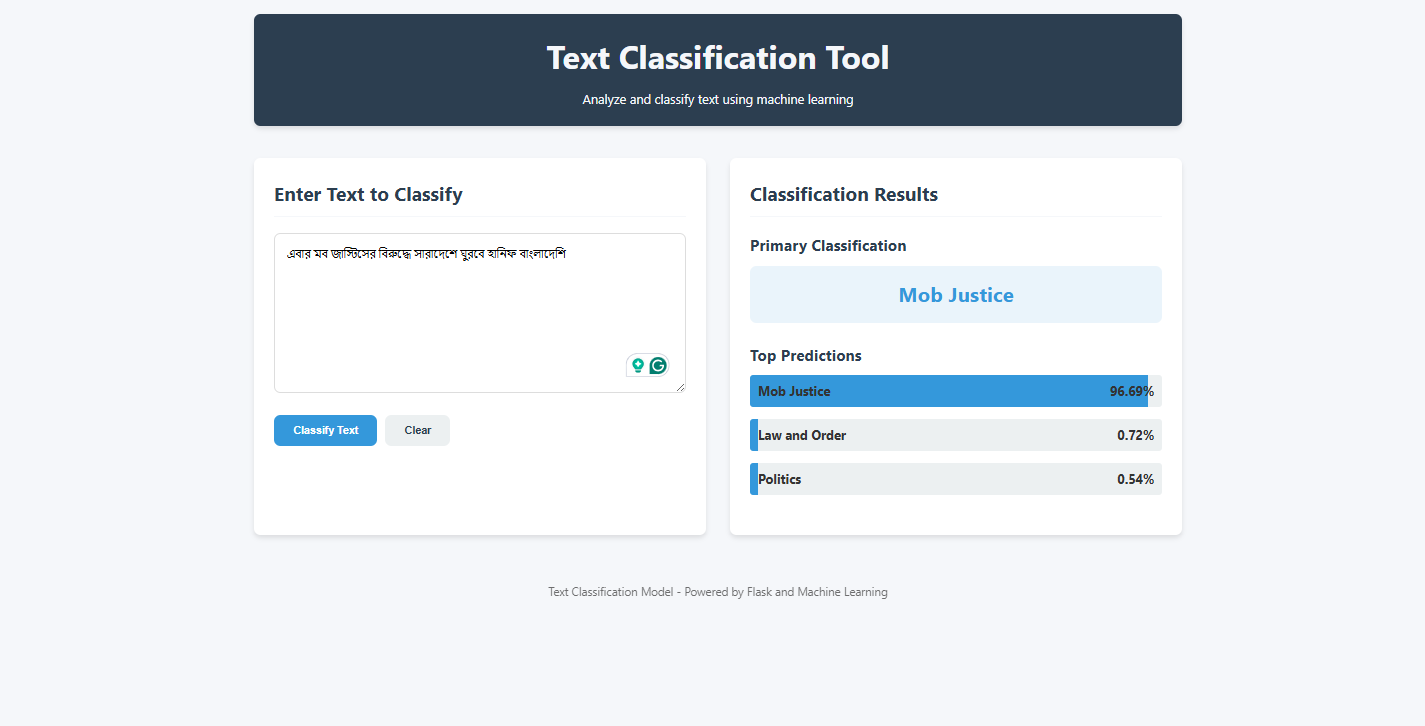 Text Classification Tool
Analyze and classify text using machine learning
Enter Text to Classify
এবার মব জাস্টিসের বিরুদ্ধে সারাদেশে ঘুরবে হানিফ বাংলাদেশি
Classify Text
Clear
Classification Results
Primary Classification
Mob Justice
Top Predictions
Mob Justice 96.69%
Law and Order 0.72%
Politics 0.54%
Text Classification Model - Powered by Flask and Machine Learning